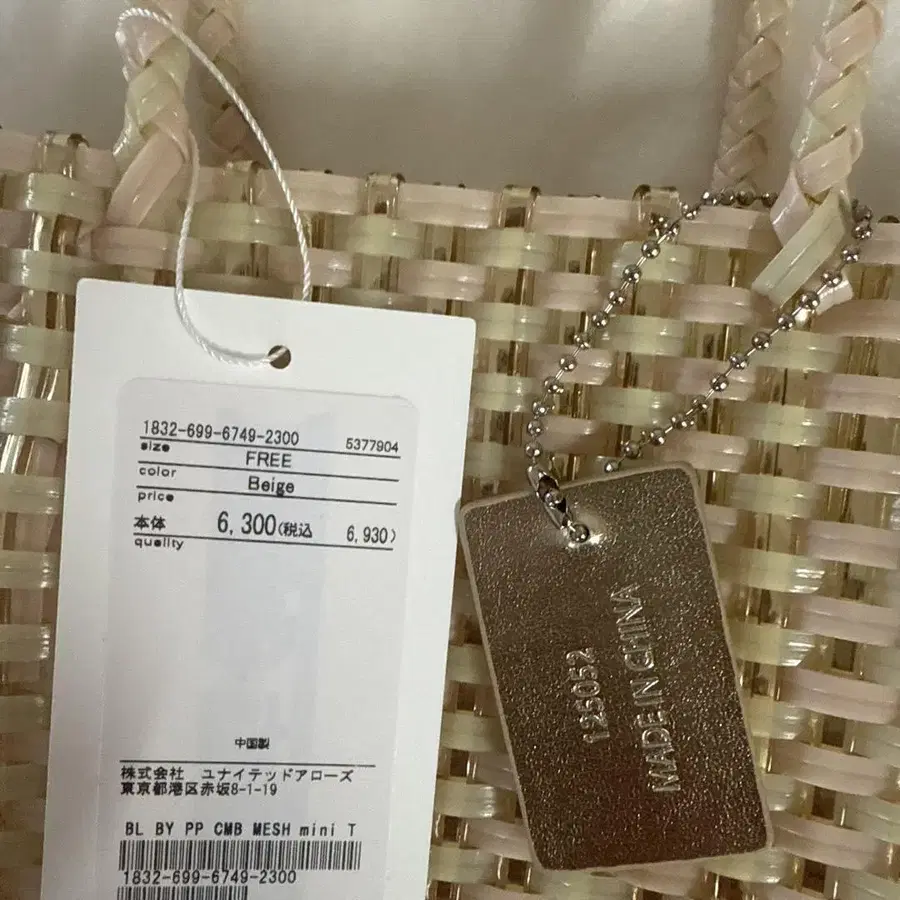 1832-699-6749-2300 5377904
size FREE
color Beige
price
本体 6,300(税込 6,930)
quality
中国製
株式会社 ユナイテッドアローズ
東京都港区赤坂8-1-19
BL BY PP CMB MESH mini T
1832-699-6749-2300
125052
MADE IN CHINA